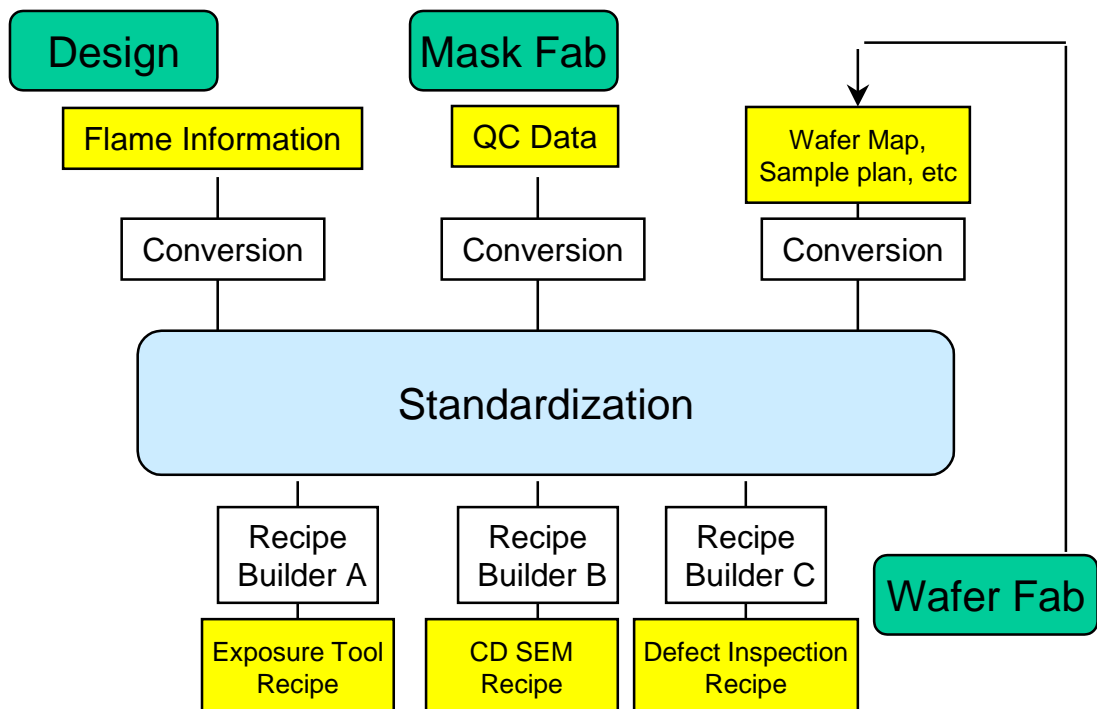 Design
Mask Fab
Flame Information
QC Data
Wafer Map,
Sample plan, etc
Conversion
Conversion
Conversion
Standardization
Recipe
Builder A
Recipe
Builder B
Recipe
Builder C
Wafer Fab
Exposure Tool
Recipe
CD SEM
Recipe
Defect Inspection
Recipe